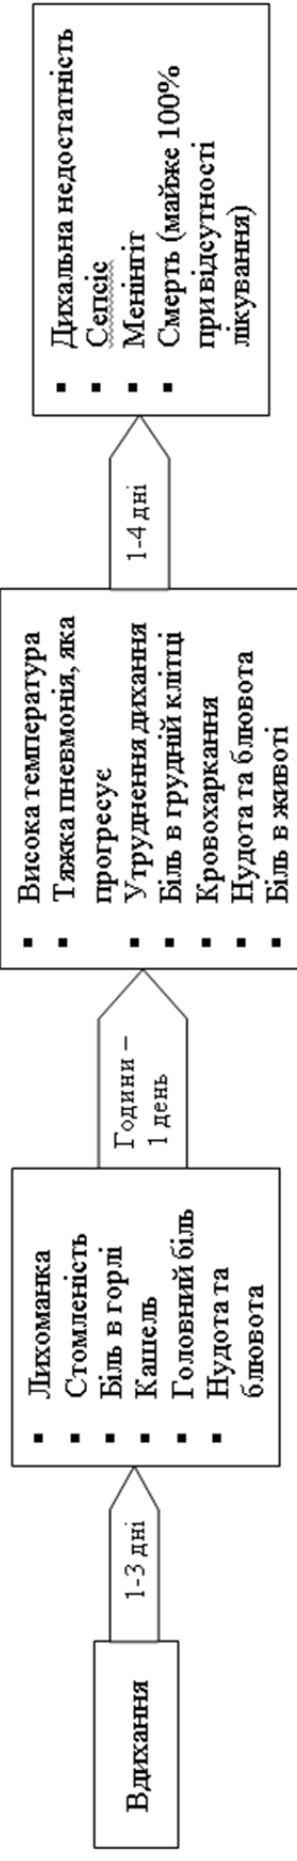 Вдихання
1-3 дні
▪ Лихоманка
▪ Стомленість
▪ Біль в горлі
▪ Кашель
▪ Головний біль
▪ Нудота та
блювота
Години –
1 день
▪ Висока температура
▪ Тяжка пневмонія, яка
прогресує
▪ Утруднення дихання
▪ Біль в грудній клітці
▪ Кровохаркання
▪ Нудота та блювота
▪ Біль в животі
1-4 дні
▪ Дихальна недостатність
▪ Сепсіс
▪ Менінгіт
▪ Смерть (майже 100%
при відсутності
лікування)